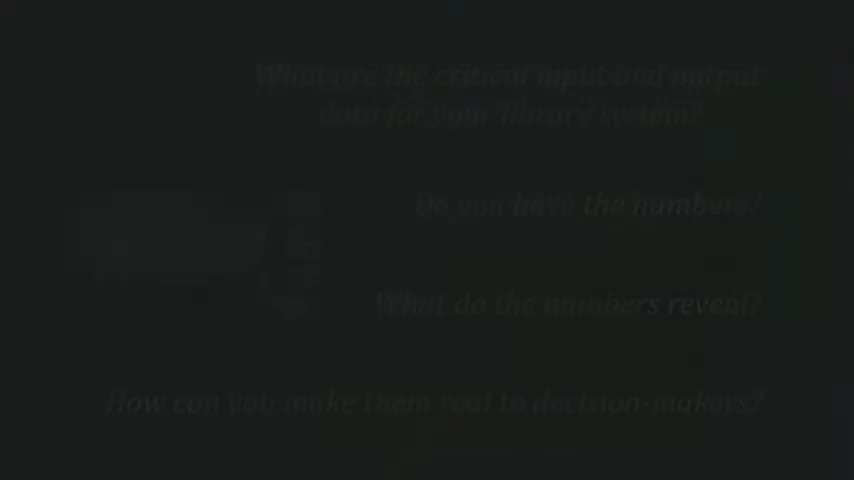 What are the critical input and output
data for your library system?
Do you have the numbers?
What do the numbers reveal?
How can you make them real to decision-makers?